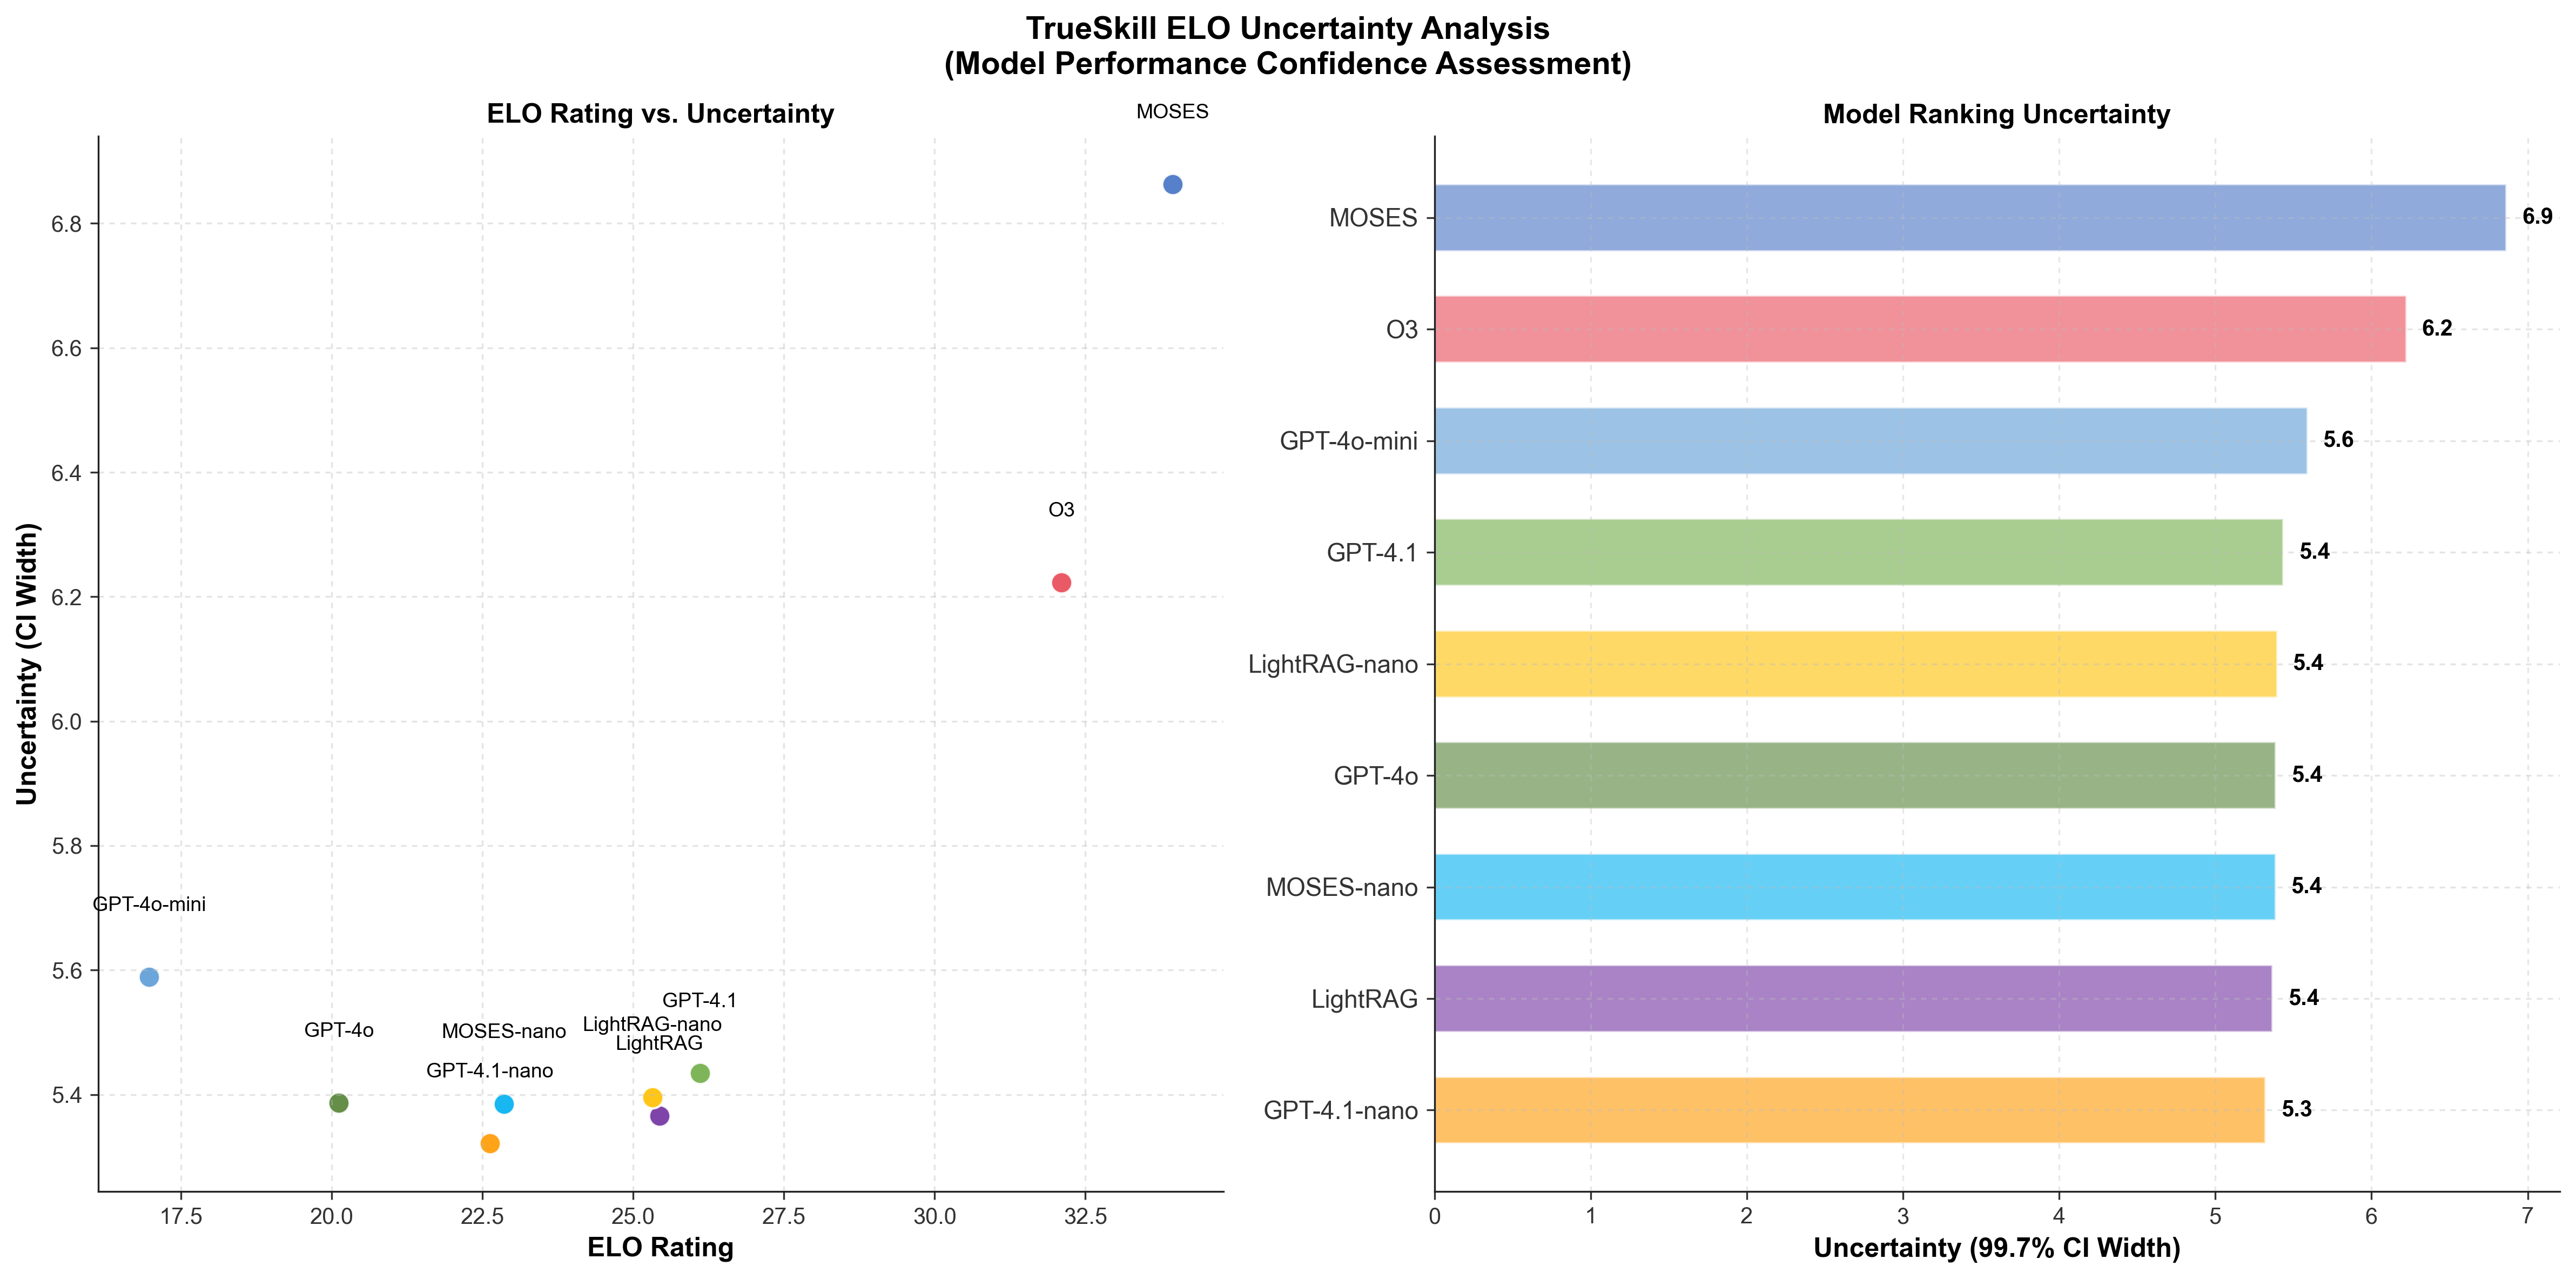 TrueSkill ELO Uncertainty Analysis
(Model Performance Confidence Assessment)
ELO Rating vs. Uncertainty
MOSES
O3
GPT-4o-mini
GPT-4o
MOSES-nano
GPT-4.1-nano
GPT-4.1
LightRAG-nano
LightRAG
6.8
6.6
6.4
6.2
6.0
5.8
5.6
5.4
Uncertainty (CI Width)
17.5
20.0
22.5
25.0
27.5
30.0
32.5
ELO Rating
Model Ranking Uncertainty
MOSES
6.9
O3
6.2
GPT-4o-mini
5.6
GPT-4.1
5.4
LightRAG-nano
5.4
GPT-4o
5.4
MOSES-nano
5.4
LightRAG
5.4
GPT-4.1-nano
5.3
0
1
2
3
4
5
6
7
Uncertainty (99.7% CI Width)